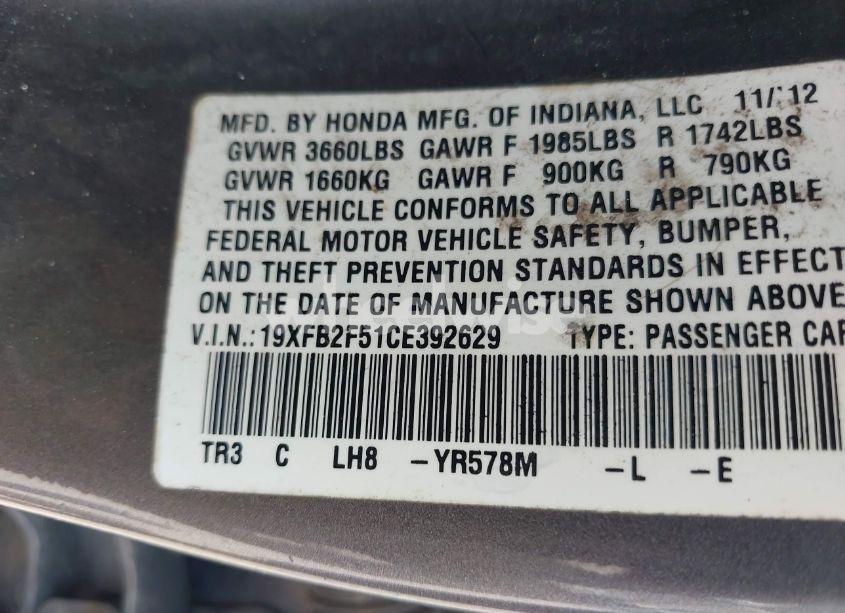 MFD. BY HONDA MFG. OF INDIANA, LLC 11/12
GVWR 3660LBS GAWR F 1985LBS R 1742LBS
GVWR 1660KG GAWR F 900KG R 790KG
THIS VEHICLE CONFORMS TO ALL APPLICABLE
FEDERAL MOTOR VEHICLE SAFETY, BUMPER,
AND THEFT PREVENTION STANDARDS IN EFFECT
ON THE DATE OF MANUFACTURE SHOWN ABOVE
V.I.N.:19XFB2F51CE392629 TYPE: PASSENGER CAR
TR3 C LH8 -YR578M -L -E